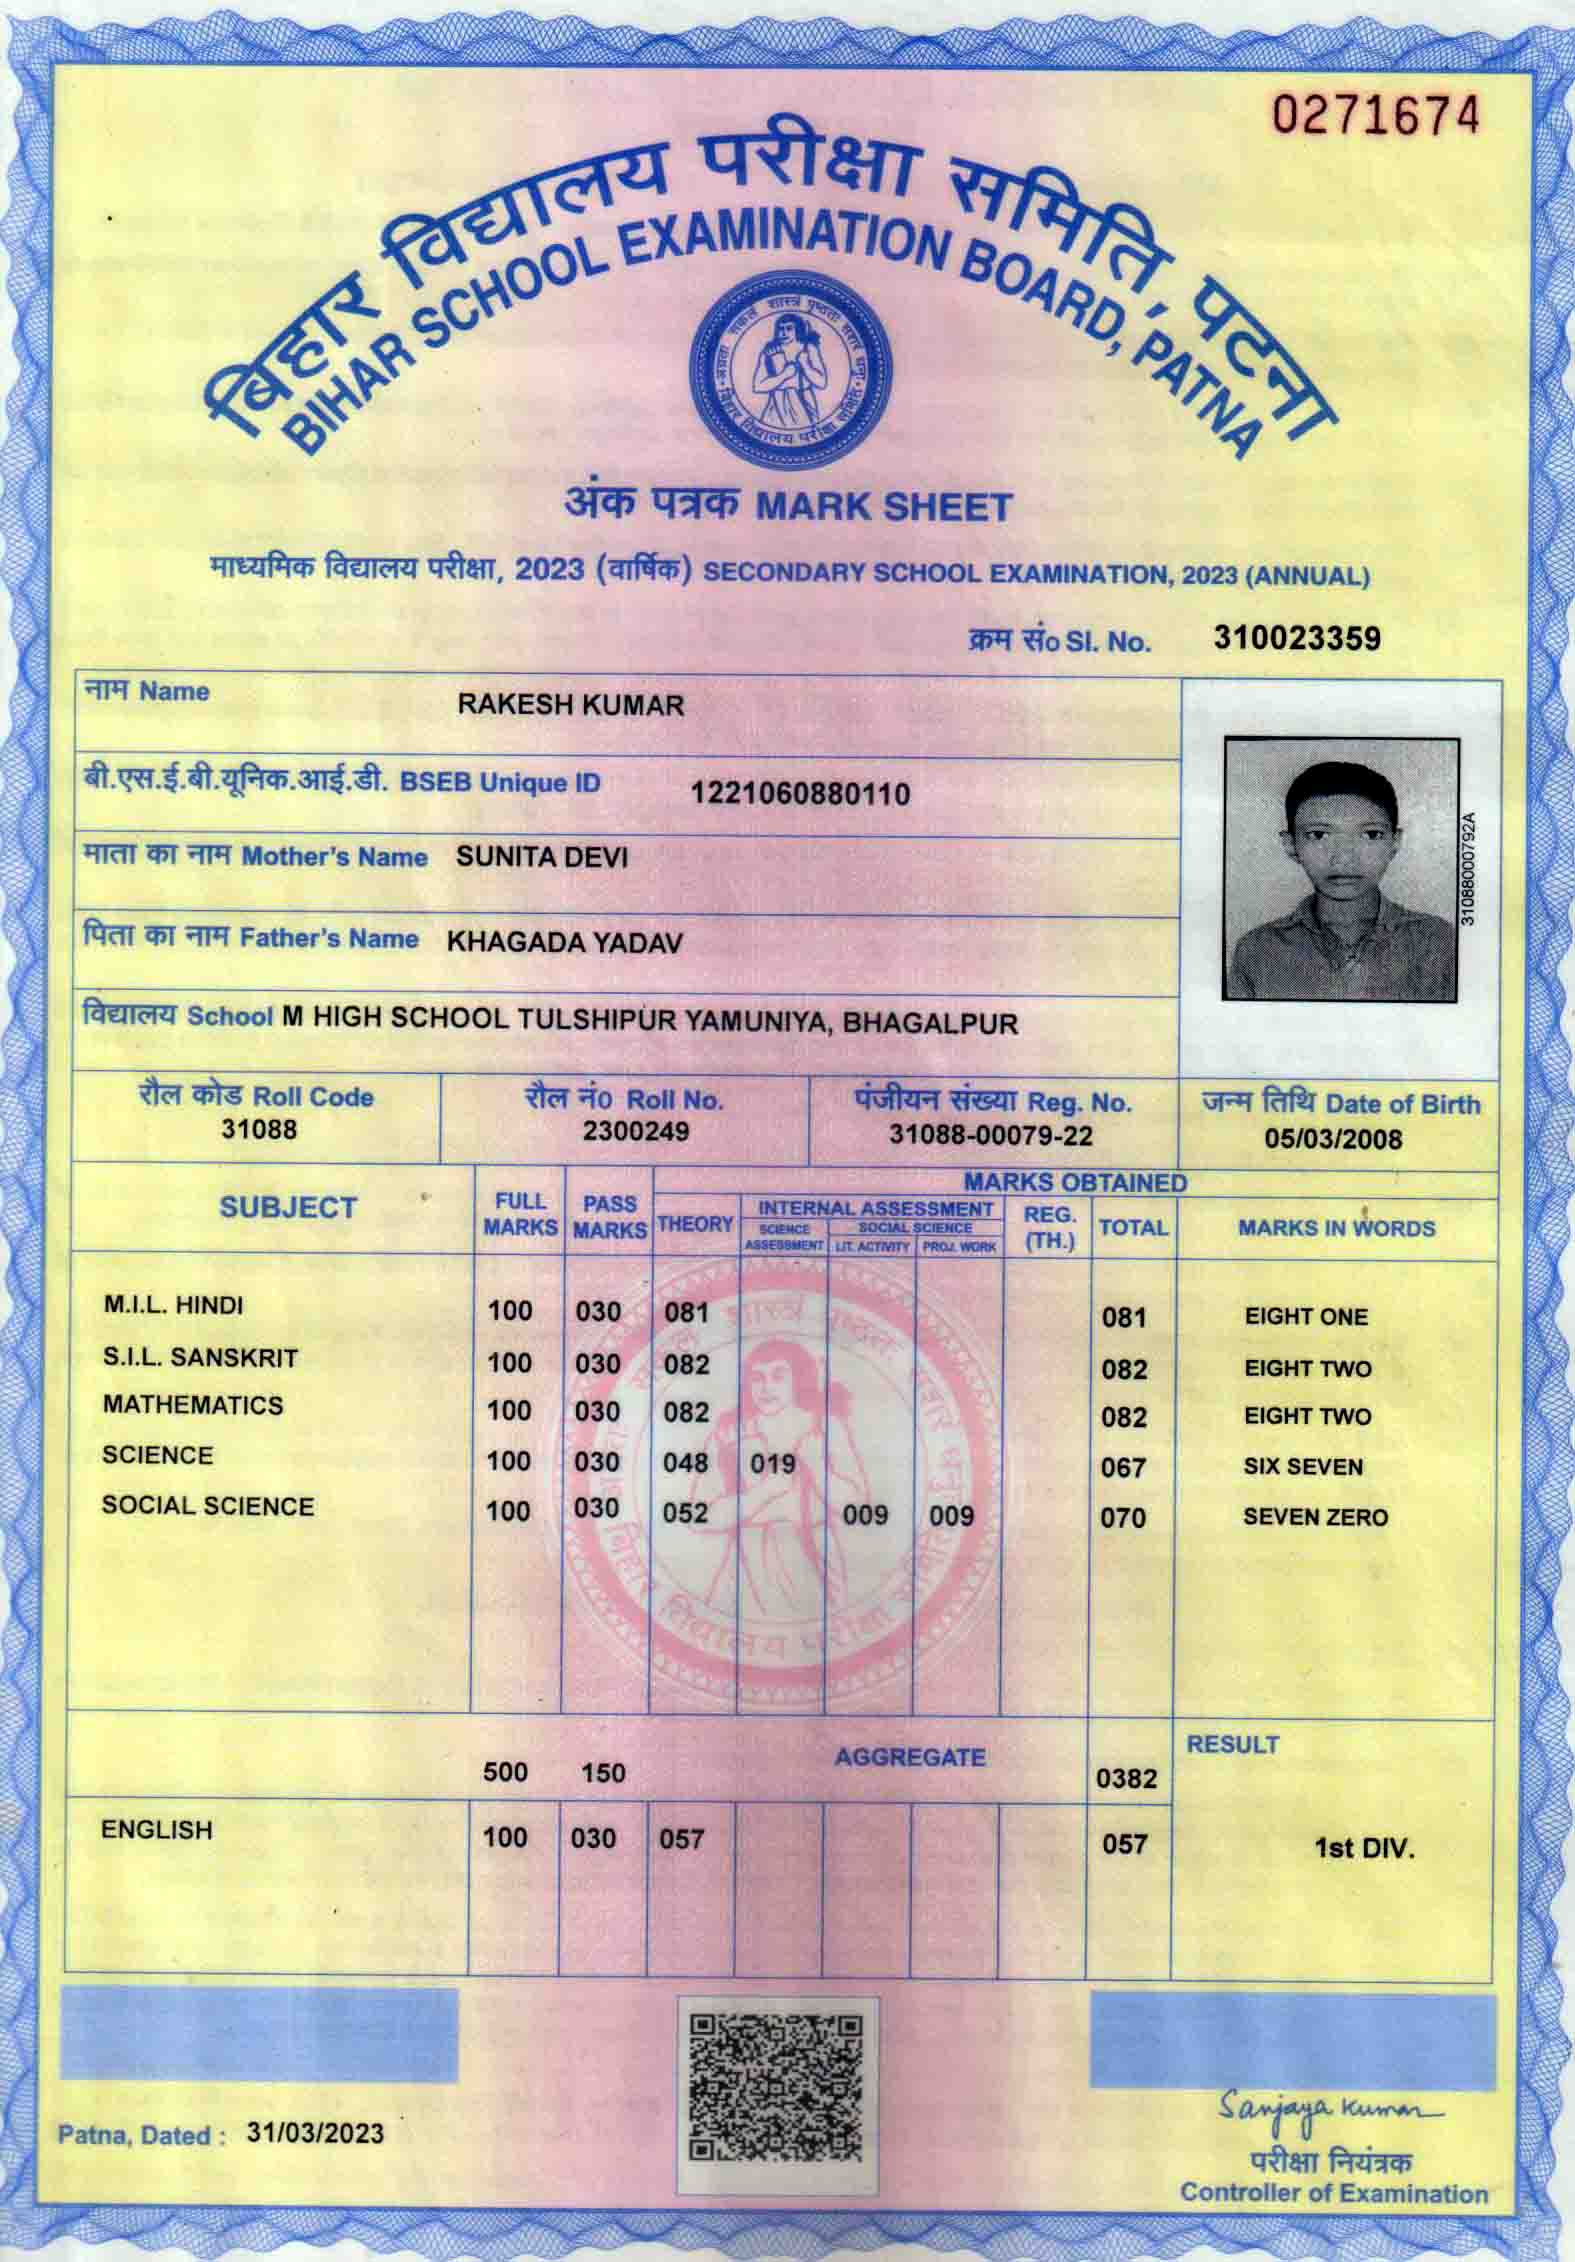 0271674
बिहार विद्यालय परीक्षा समिति, पटना
BIHAR SCHOOL EXAMINATION BOARD, PATNA
बिहार विद्यालय परीक्षा समिति
अंक पत्रक MARK SHEET
माध्यमिक विद्यालय परीक्षा, 2023 (वार्षिक) SECONDARY SCHOOL EXAMINATION, 2023 (ANNUAL)
क्रम सं० Sl. No. 310023359
नाम Name RAKESH KUMAR
बी.एस.ई.बी.यूनिक.आई.डी. BSEB Unique ID 1221060880110
माता का नाम Mother's Name SUNITA DEVI
पिता का नाम Father's Name KHAGADA YADAV
विद्यालय School M HIGH SCHOOL TULSHIPUR YAMUNIYA, BHAGALPUR
31088000792A
रौल कोड Roll Code रौल नं० Roll No. पंजीयन संख्या Reg. No. जन्म तिथि Date of Birth
31088 2300249 31088-00079-22 05/03/2008
SUBJECT FULL MARKS PASS MARKS MARKS OBTAINED
THEORY INTERNAL ASSESSMENT REG. (TH.) TOTAL MARKS IN WORDS
SCIENCE ASSESSMENT SOCIAL SCIENCE
LIT. ACTIVITY PROJ. WORK
M.I.L. HINDI 100 030 081 081 EIGHT ONE
S.I.L. SANSKRIT 100 030 082 082 EIGHT TWO
MATHEMATICS 100 030 082 082 EIGHT TWO
SCIENCE 100 030 048 019 067 SIX SEVEN
SOCIAL SCIENCE 100 030 052 009 009 070 SEVEN ZERO
500 150 AGGREGATE 0382 RESULT
ENGLISH 100 030 057 057 1st DIV.
Patna, Dated : 31/03/2023
Sanjaya Kumar
परीक्षा नियंत्रक
Controller of Examination